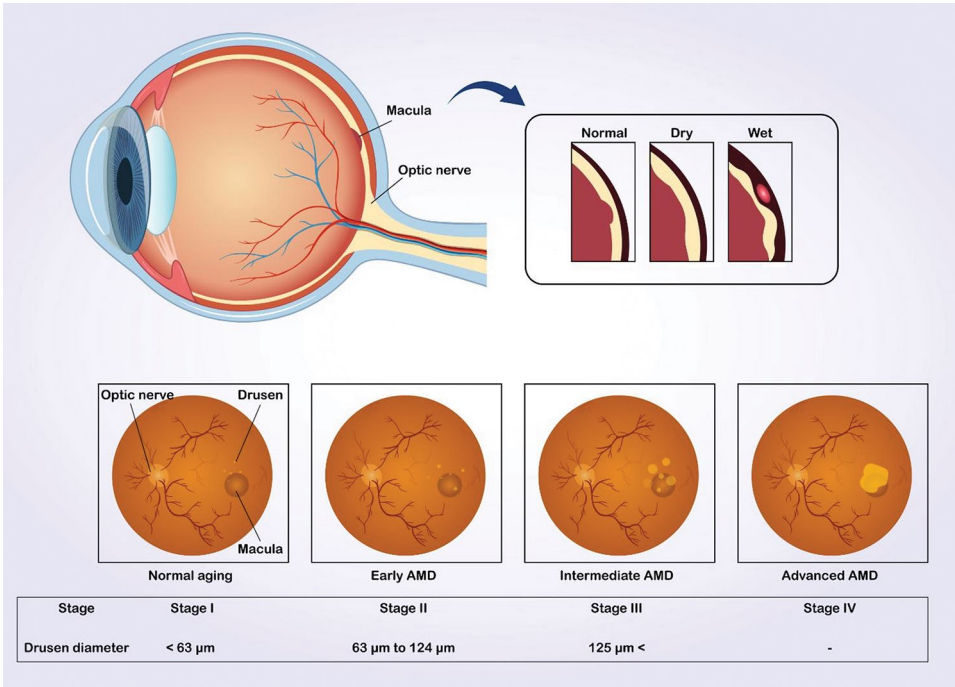 Macula
Optic nerve
Normal Dry Wet
Optic nerve Drusen
Macula
Normal aging Early AMD Intermediate AMD Advanced AMD
Stage Stage I Stage II Stage III Stage IV
Drusen diameter < 63 µm 63 µm to 124 µm 125 µm < -